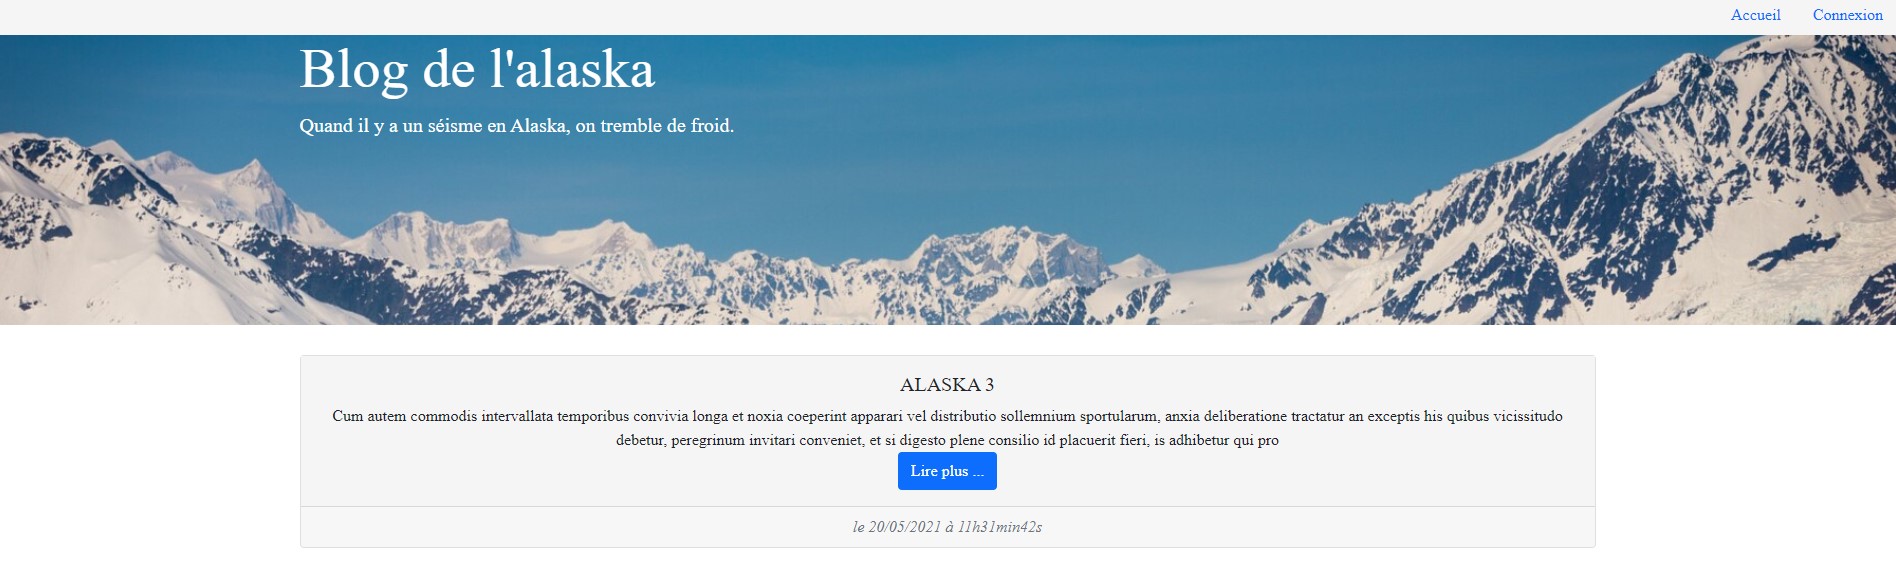 Accueil Connexion
Blog de l'alaska
Quand il y a un séisme en Alaska, on tremble de froid.
ALASKA 3
Cum autem commodis intervallata temporibus convivia longa et noxia coeperint apparari vel distributio sollemnium sportularum, anxia deliberatione tractatur an exceptis his quibus vicissitudo
debetur, peregrinum invitari conveniet, et si digesto plene consilio id placuerit fieri, is adhibetur qui pro
Lire plus ...
le 20/05/2021 à 11h31min42s